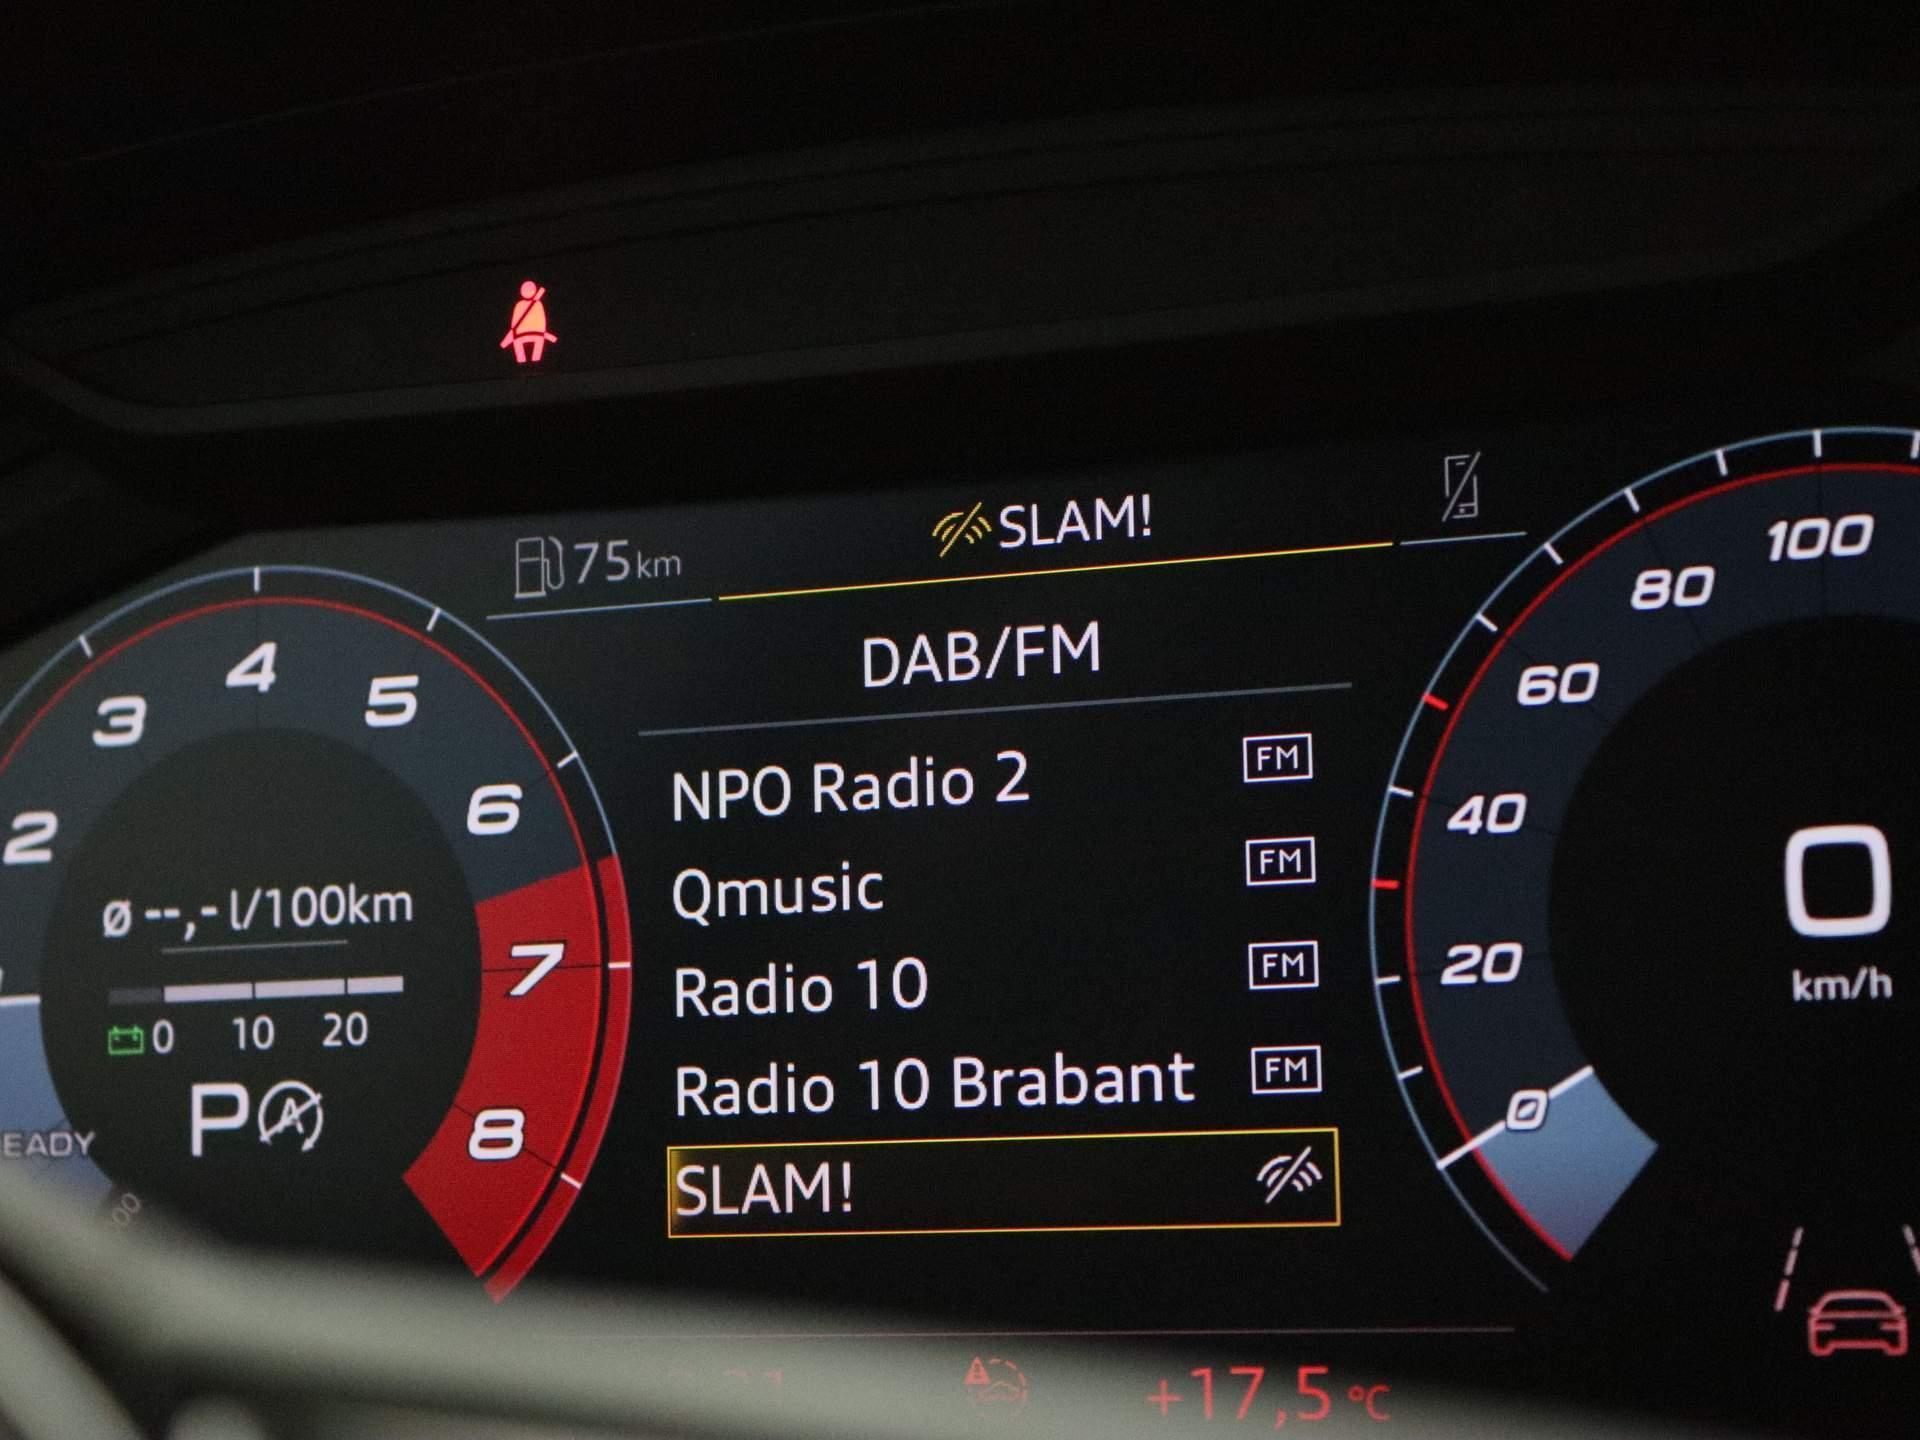 75 km
SLAM!
DAB/FM
NPO Radio 2 FM
Qmusic FM
Radio 10 FM
Radio 10 Brabant FM
SLAM!
2
3
4
5
6
7
8
Ø --,- l/100km
0 10 20
P A
EADY
100
80
60
40
20
0
0
km/h
+17,5 °C